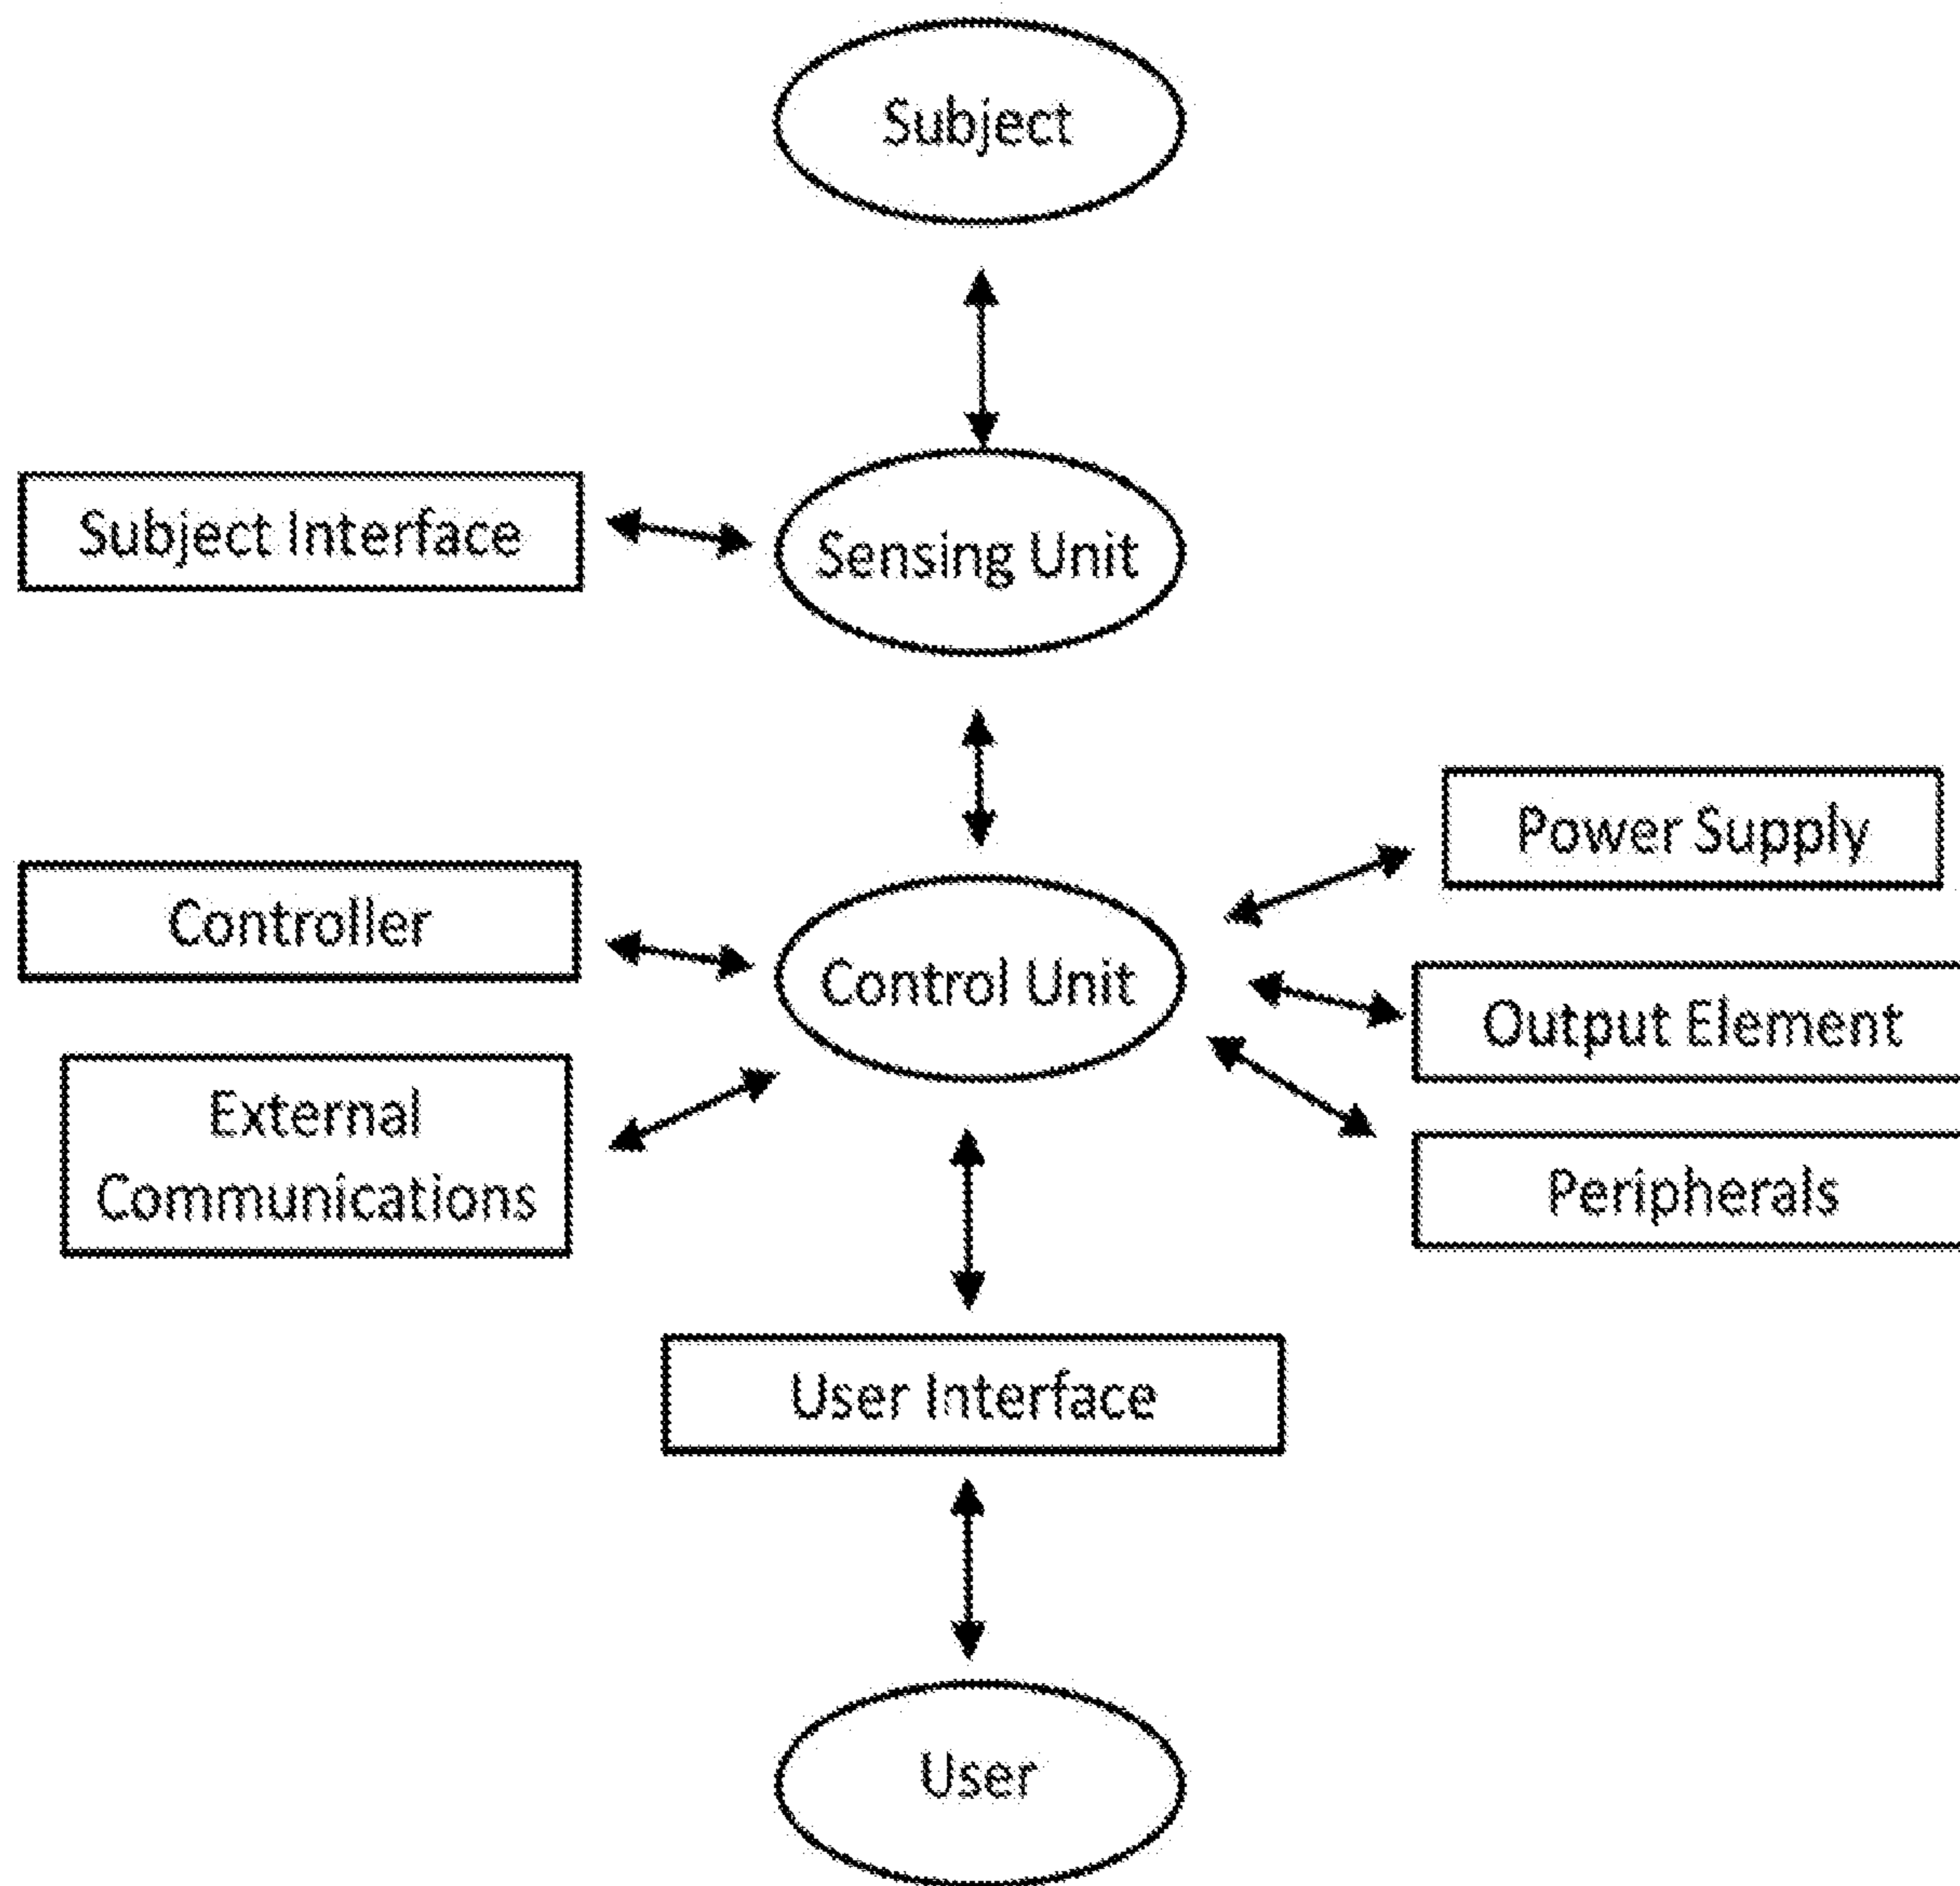 Subject
Subject Interface
Sensing Unit
Power Supply
Controller
Control Unit
Output Element
External
Communications
Peripherals
User Interface
User